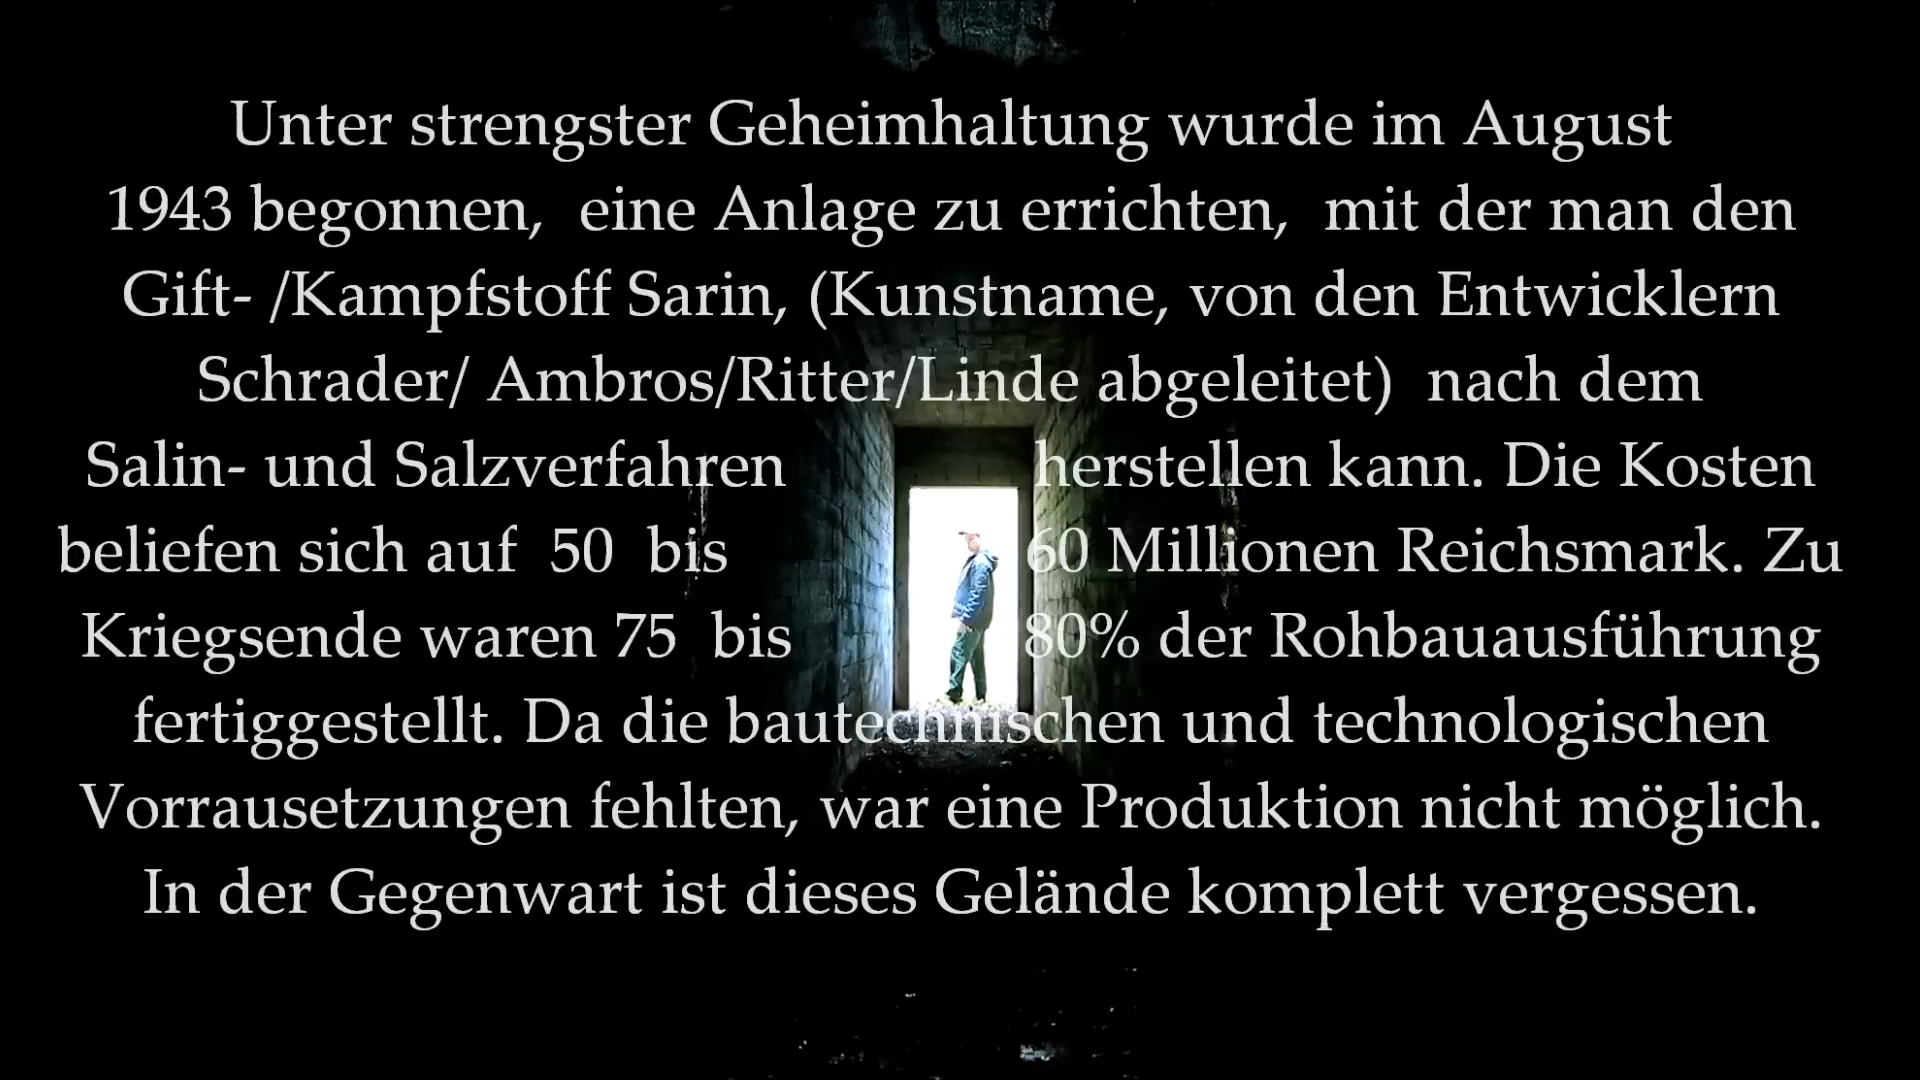 Unter strengster Geheimhaltung wurde im August
1943 begonnen, eine Anlage zu errichten, mit der man den
Gift- /Kampfstoff Sarin, (Kunstname, von den Entwicklern
Schrader/ Ambros/Ritter/Linde abgeleitet) nach dem
Salin- und Salzverfahren herstellen kann. Die Kosten
beliefen sich auf 50 bis 60 Millionen Reichsmark. Zu
Kriegsende waren 75 bis 80% der Rohbauausführung
fertiggestellt. Da die bautechnischen und technologischen
Vorrausetzungen fehlten, war eine Produktion nicht möglich.
In der Gegenwart ist dieses Gelände komplett vergessen.